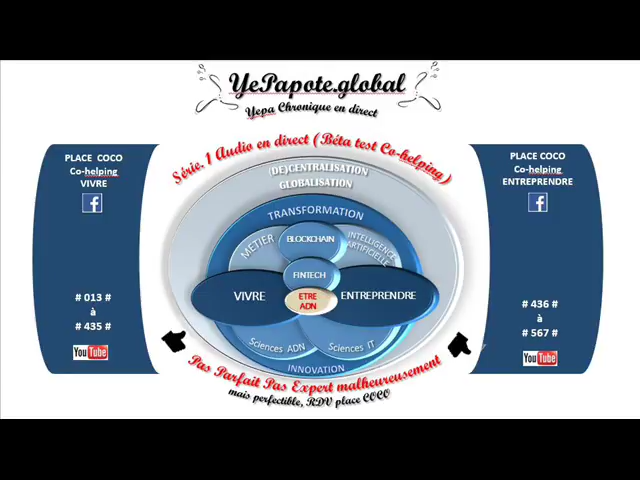 YePapote.global
Yepa Chronique en direct
Série.1 Audio en direct (Béta test Co-helping)
PLACE COCO
Co-helping
VIVRE
# 013 #
à
# 435 #
YouTube
(DE)CENTRALISATION
GLOBALISATION
TRANSFORMATION
METIER
BLOCKCHAIN
INTELLIGENCE
ARTIFICIELLE
FINTECH
VIVRE
ETRE
ADN
ENTREPRENDRE
Sciences ADN
Sciences IT
INNOVATION
PLACE COCO
Co-helping
ENTREPRENDRE
# 436 #
à
# 567 #
YouTube
Pas Parfait Pas Expert malheureusement
mais perfectible, RDV place COCO